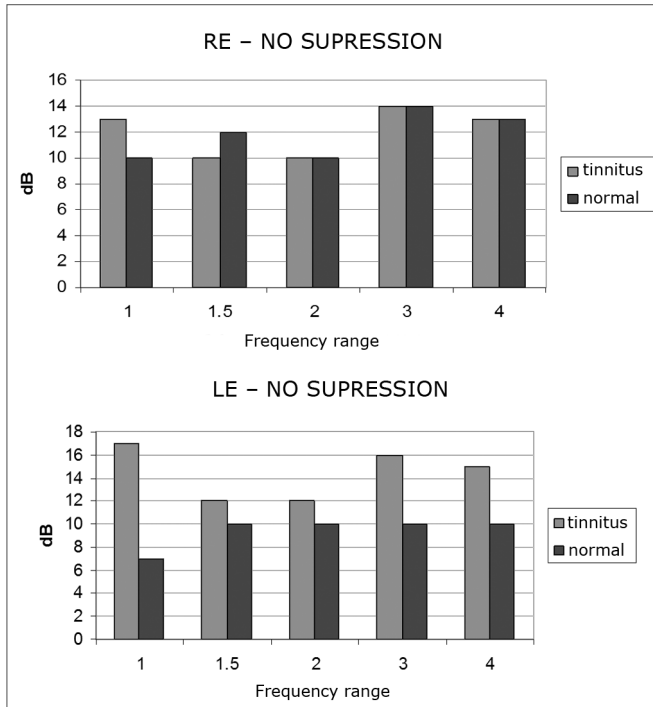 RE – NO SUPRESSION
16
14
12
10
8
6
4
2
0
dB
1 1.5 2 3 4
Frequency range
tinnitus
normal
LE – NO SUPRESSION
18
16
14
12
10
8
6
4
2
0
dB
1 1.5 2 3 4
Frequency range
tinnitus
normal